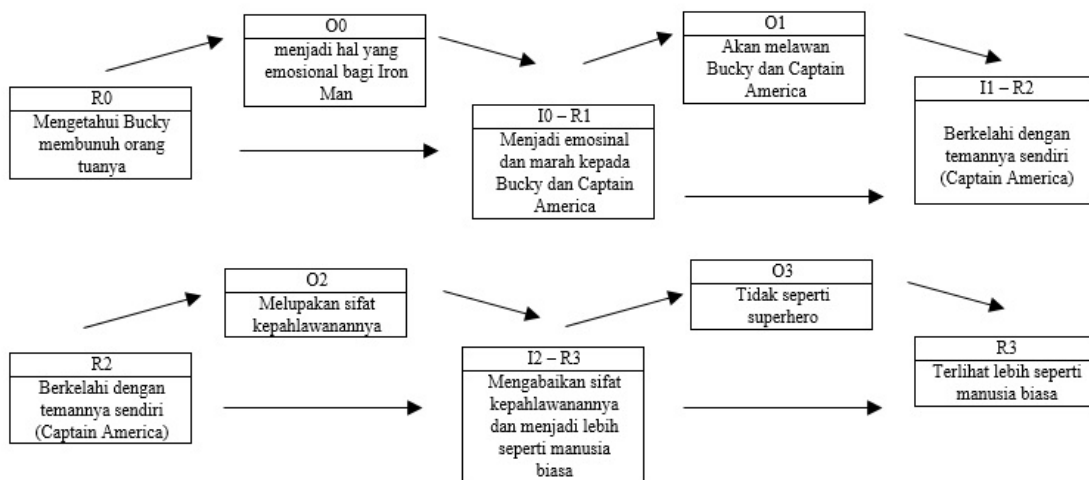 O0
menjadi hal yang
emosional bagi Iron
Man
O1
Akan melawan
Bucky dan Captain
America
R0
Mengetahui Bucky
membunuh orang
tuanya
I0 – R1
Menjadi emosinal
dan marah kepada
Bucky dan Captain
America
I1 – R2
Berkelahi dengan
temannya sendiri
(Captain America)
O2
Melupakan sifat
kepahlawanannya
O3
Tidak seperti
superhero
R2
Berkelahi dengan
temannya sendiri
(Captain America)
I2 – R3
Mengabaikan sifat
kepahlawanannya
dan menjadi lebih
seperti manusia
biasa
R3
Terlihat lebih seperti
manusia biasa